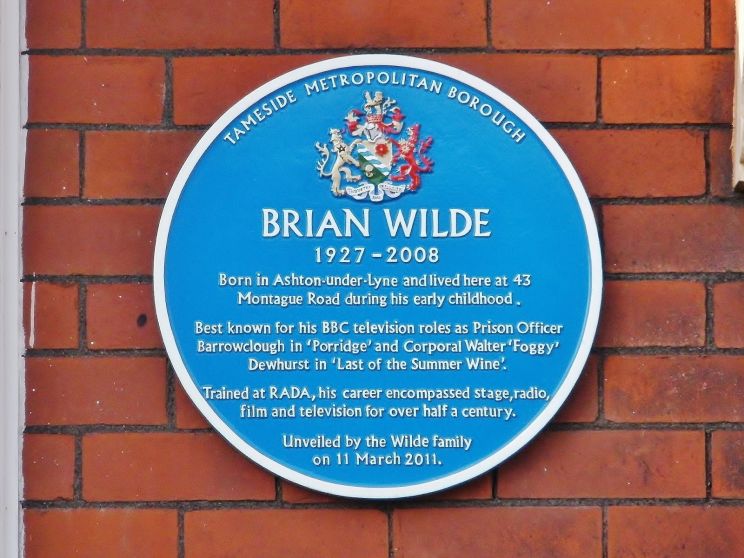 TAMESIDE METROPOLITAN BOROUGH
BRIAN WILDE
1927-2008
Born in Ashton-under-Lyne and lived here at 43
Montague Road during his early childhood.
Best known for his BBC television roles as Prison Officer
Barrowclough in 'Porridge' and Corporal Walter 'Foggy'
Dewhurst in 'Last of the Summer Wine'.
Trained at RADA, his career encompassed stage, radio,
film and television for over half a century.
Unveiled by the Wilde family
on 11 March 2011.